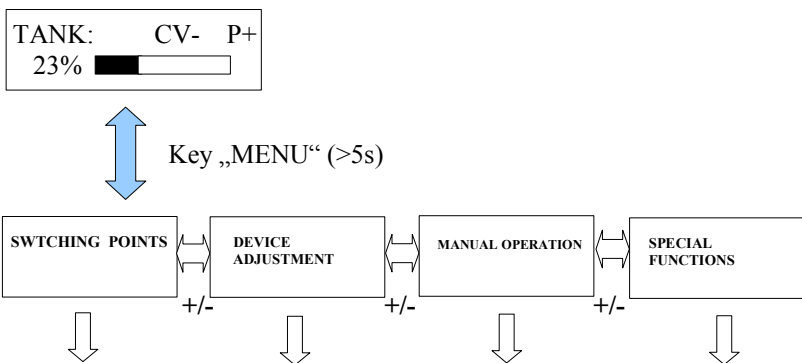 TANK: CV- P+
23%
Key „MENU“ (>5s)
SWTCHING POINTS
DEVICE
ADJUSTMENT
MANUAL OPERATION
SPECIAL
FUNCTIONS
+/-
+/-
+/-